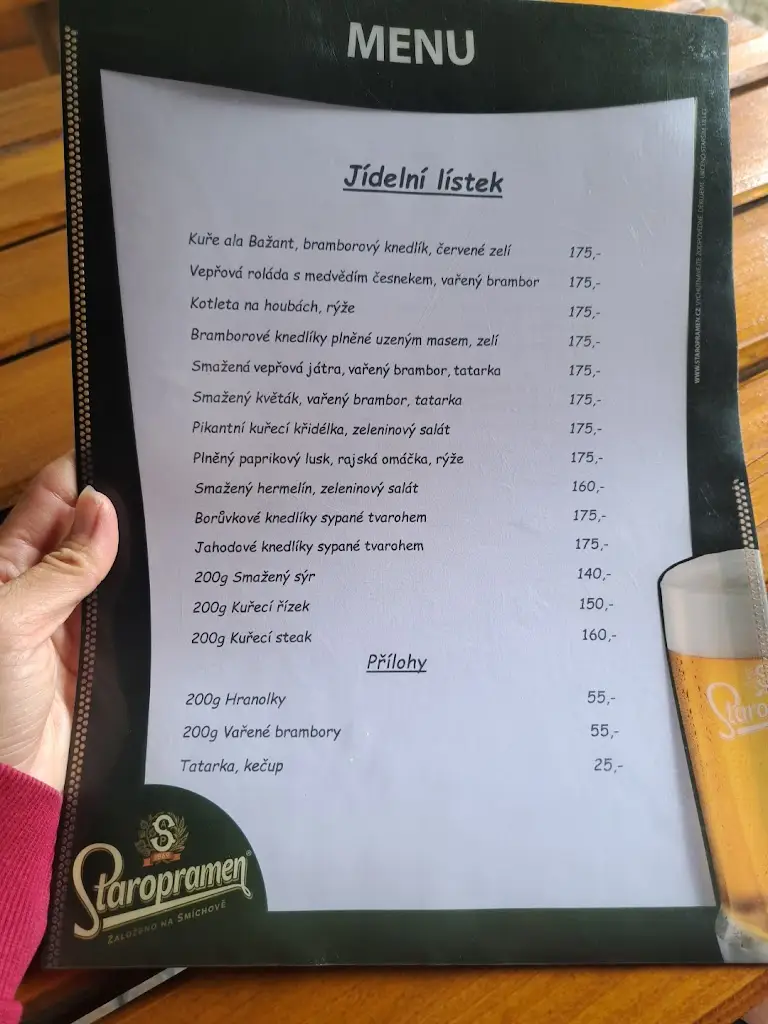 MENU
Jídelní lístek
Kuře ala Bažant, bramborový knedlík, červené zelí 175,-
Vepřová roláda s medvědím česnekem, vařený brambor 175,-
Kotleta na houbách, rýže 175,-
Bramborové knedlíky plněné uzeným masem, zelí 175,-
Smažená vepřová játra, vařený brambor, tatarka 175,-
Smažený květák, vařený brambor, tatarka 175,-
Pikantní kuřecí křidélka, zeleninový salát 175,-
Plněný paprikový lusk, rajská omáčka, rýže 175,-
Smažený hermelín, zeleninový salát 160,-
Borůvkové knedlíky sypané tvarohem 175,-
Jahodové knedlíky sypané tvarohem 175,-
200g Smažený sýr 140,-
200g Kuřecí řízek 150,-
200g Kuřecí steak 160,-
Přílohy
200g Hranolky 55,-
200g Vařené brambory 55,-
Tatarka, kečup 25,-
S
Staropramen
ZALOŽENO NA SMÍCHOVĚ
WWW.STAROPRAMEN.CZ
Staro